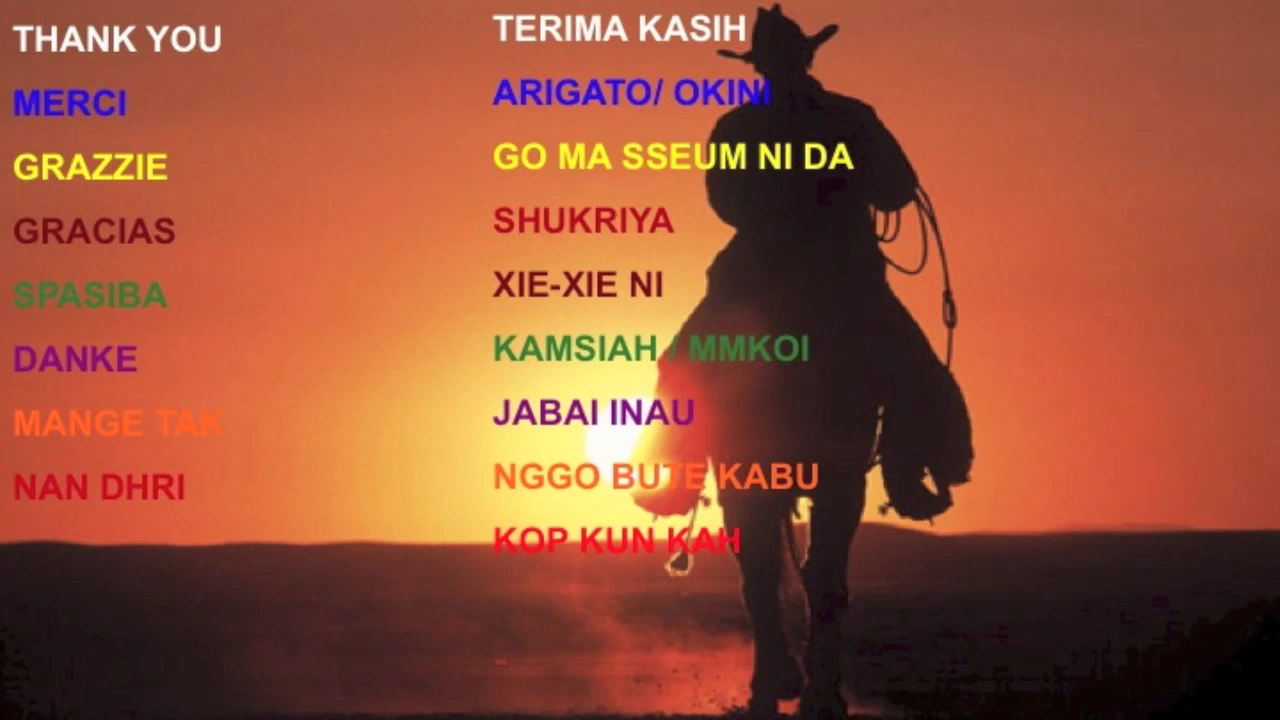 THANK YOU
MERCI
GRAZZIE
GRACIAS
SPASIBA
DANKE
MANGE TAK
NAN DHRI
TERIMA KASIH
ARIGATO/ OKINI
GO MA SSEUM NI DA
SHUKRIYA
XIE-XIE NI
KAMSIAH / MMKOI
JABAI INAU
NGGO BUTE KABU
KOP KUN KAH